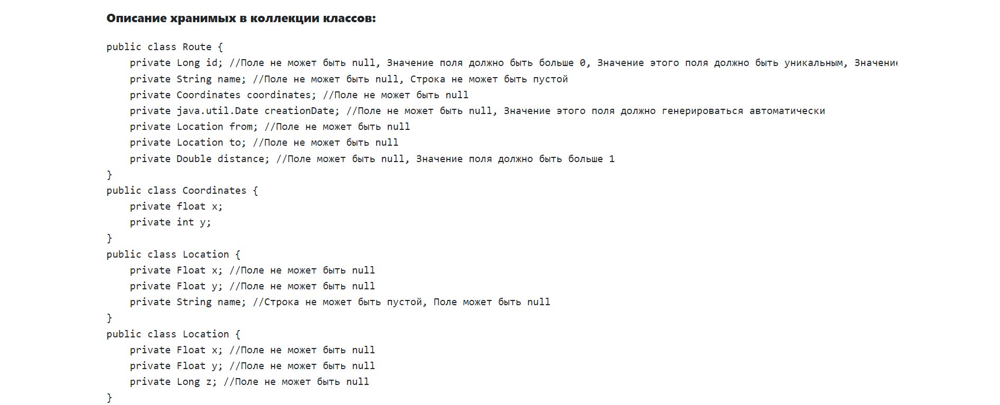 Описание хранимых в коллекции классов:
public class Route {
    private Long id; //Поле не может быть null, Значение поля должно быть больше 0, Значение этого поля должно быть уникальным, Значение
    private String name; //Поле не может быть null, Строка не может быть пустой
    private Coordinates coordinates; //Поле не может быть null
    private java.util.Date creationDate; //Поле не может быть null, Значение этого поля должно генерироваться автоматически
    private Location from; //Поле не может быть null
    private Location to; //Поле не может быть null
    private Double distance; //Поле может быть null, Значение поля должно быть больше 1
}
public class Coordinates {
    private float x;
    private int y;
}
public class Location {
    private Float x; //Поле не может быть null
    private Float y; //Поле не может быть null
    private String name; //Строка не может быть пустой, Поле может быть null
}
public class Location {
    private Float x; //Поле не может быть null
    private Float y; //Поле не может быть null
    private Long z; //Поле не может быть null
}